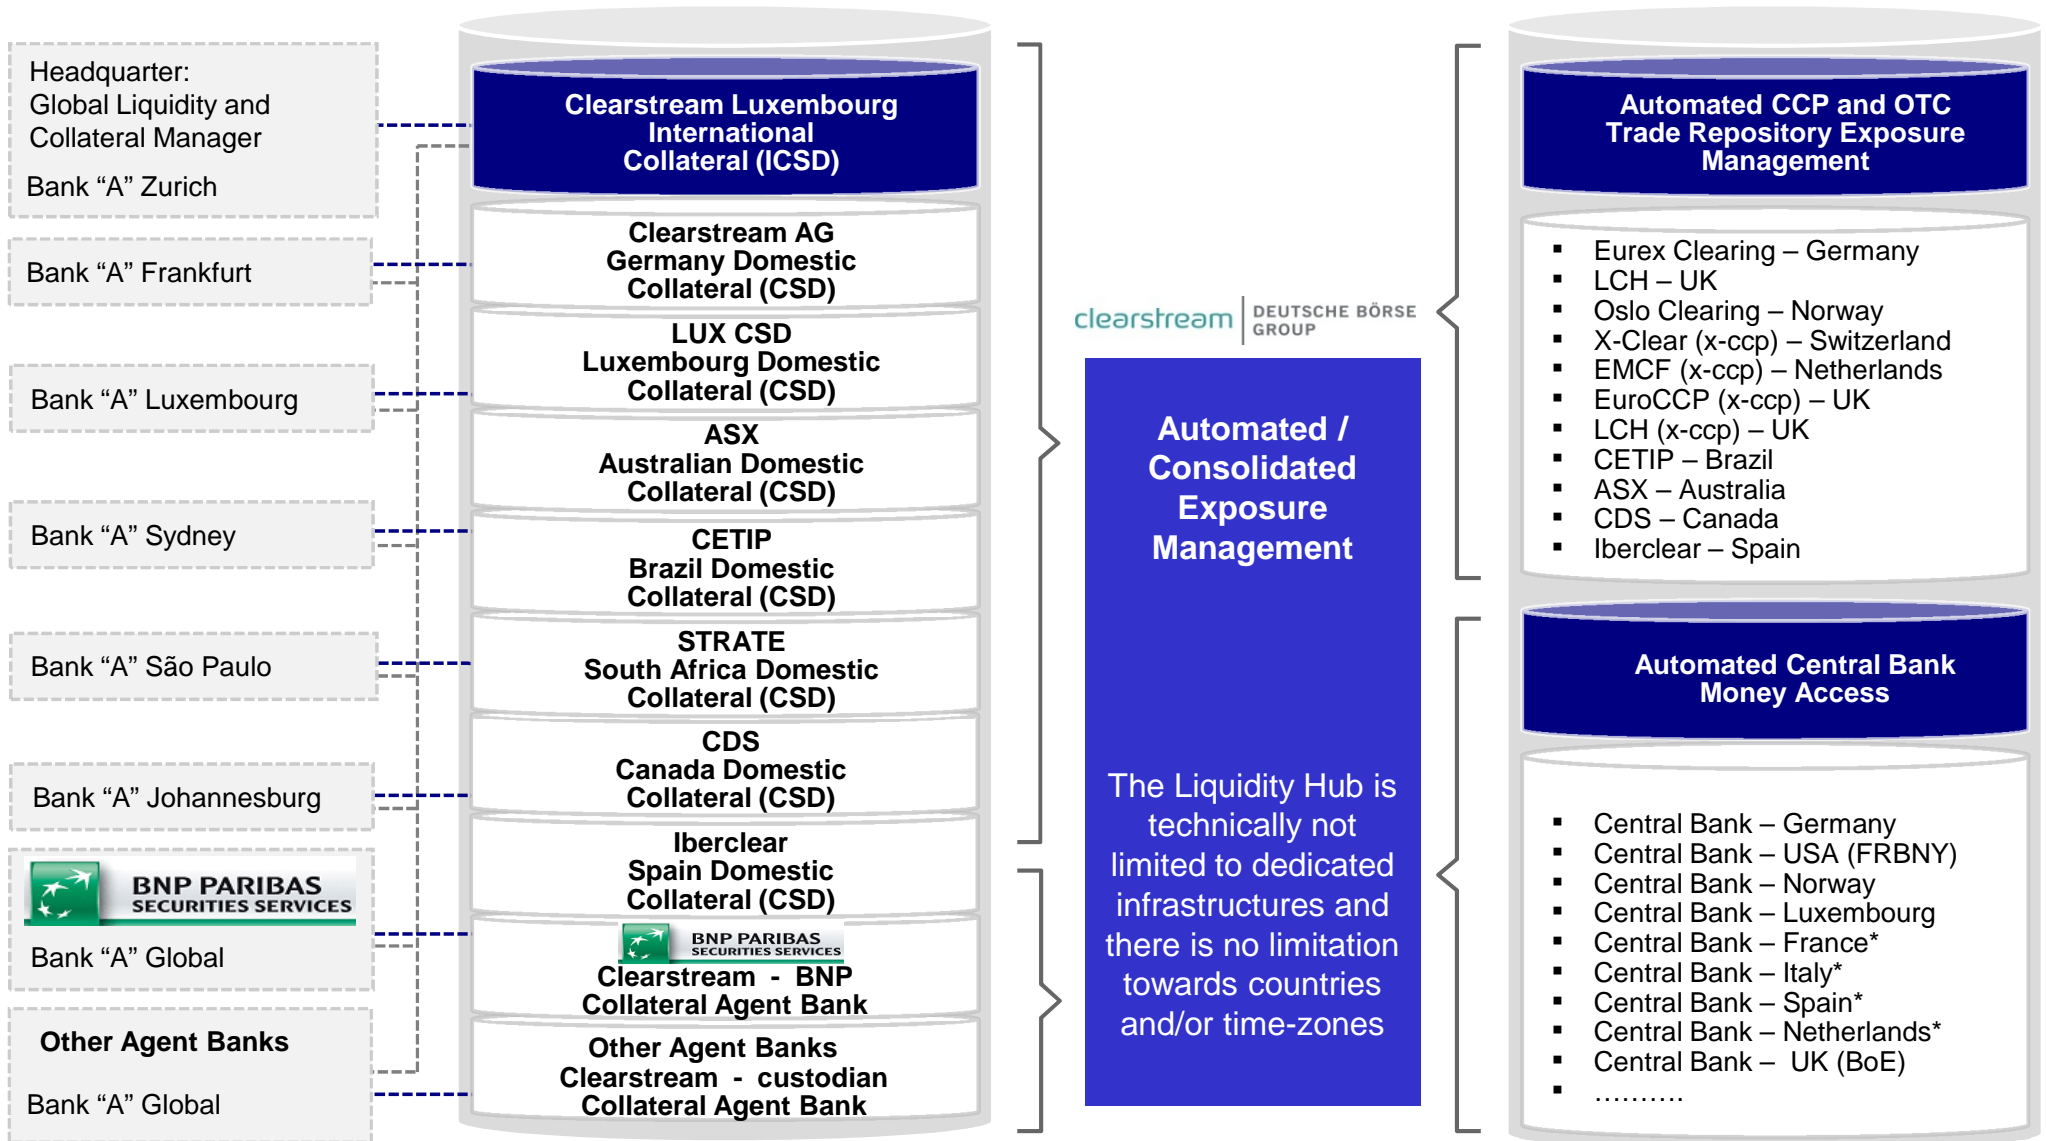 Headquarter:
Global Liquidity and
Collateral Manager
Bank “A” Zurich
Bank “A” Frankfurt
Bank “A” Luxembourg
Bank “A” Sydney
Bank “A” São Paulo
Bank “A” Johannesburg
BNP PARIBAS
SECURITIES SERVICES
Bank “A” Global
Other Agent Banks
Bank “A” Global
Clearstream Luxembourg
International
Collateral (ICSD)
Clearstream AG
Germany Domestic
Collateral (CSD)
LUX CSD
Luxembourg Domestic
Collateral (CSD)
ASX
Australian Domestic
Collateral (CSD)
CETIP
Brazil Domestic
Collateral (CSD)
STRATE
South Africa Domestic
Collateral (CSD)
CDS
Canada Domestic
Collateral (CSD)
Iberclear
Spain Domestic
Collateral (CSD)
BNP PARIBAS
SECURITIES SERVICES
Clearstream - BNP
Collateral Agent Bank
Other Agent Banks
Clearstream - custodian
Collateral Agent Bank
clearstream
DEUTSCHE BÖRSE
GROUP
Automated /
Consolidated
Exposure
Management
The Liquidity Hub is
technically not
limited to dedicated
infrastructures and
there is no limitation
towards countries
and/or time-zones
Automated CCP and OTC
Trade Repository Exposure
Management
▪ Eurex Clearing – Germany
▪ LCH – UK
▪ Oslo Clearing – Norway
▪ X-Clear (x-ccp) – Switzerland
▪ EMCF (x-ccp) – Netherlands
▪ EuroCCP (x-ccp) – UK
▪ LCH (x-ccp) – UK
▪ CETIP – Brazil
▪ ASX – Australia
▪ CDS – Canada
▪ Iberclear – Spain
Automated Central Bank
Money Access
▪ Central Bank – Germany
▪ Central Bank – USA (FRBNY)
▪ Central Bank – Norway
▪ Central Bank – Luxembourg
▪ Central Bank – France*
▪ Central Bank – Italy*
▪ Central Bank – Spain*
▪ Central Bank – Netherlands*
▪ Central Bank – UK (BoE)
▪ ……….